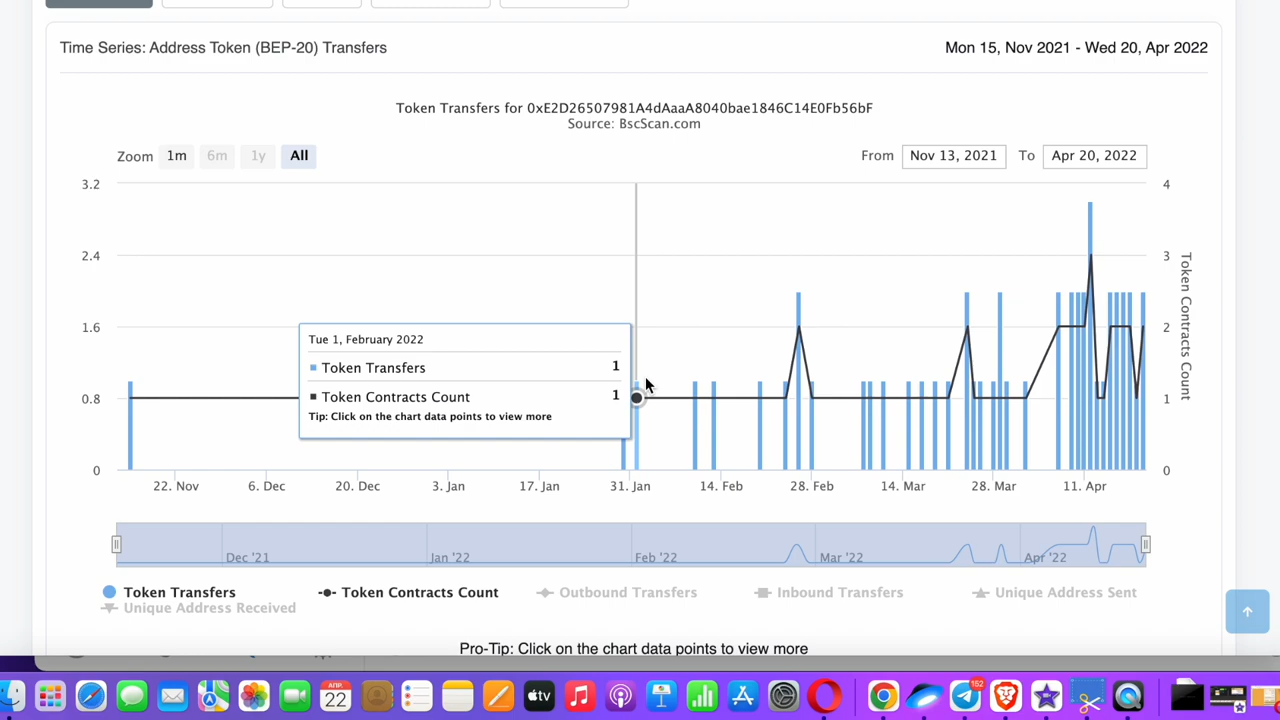 Time Series: Address Token (BEP-20) Transfers
Mon 15, Nov 2021 - Wed 20, Apr 2022
Token Transfers for 0xE2D26507981A4dAaaA8040bae1846C14E0Fb56bF
Source: BscScan.com
Zoom 1m 6m 1y All
From Nov 13, 2021 To Apr 20, 2022
3.2
2.4
1.6
0.8
0
4
3
2
1
0
Token Contracts Count
Tue 1, February 2022
Token Transfers 1
Token Contracts Count 1
Tip: Click on the chart data points to view more
22. Nov 6. Dec 20. Dec 3. Jan 17. Jan 31. Jan 14. Feb 28. Feb 14. Mar 28. Mar 11. Apr
Dec '21 Jan '22 Feb '22 Mar '22 Apr '22
Token Transfers Token Contracts Count Outbound Transfers Inbound Transfers Unique Address Sent
Unique Address Received
Pro-Tip: Click on the chart data points to view more
АПР.
22
tv
152